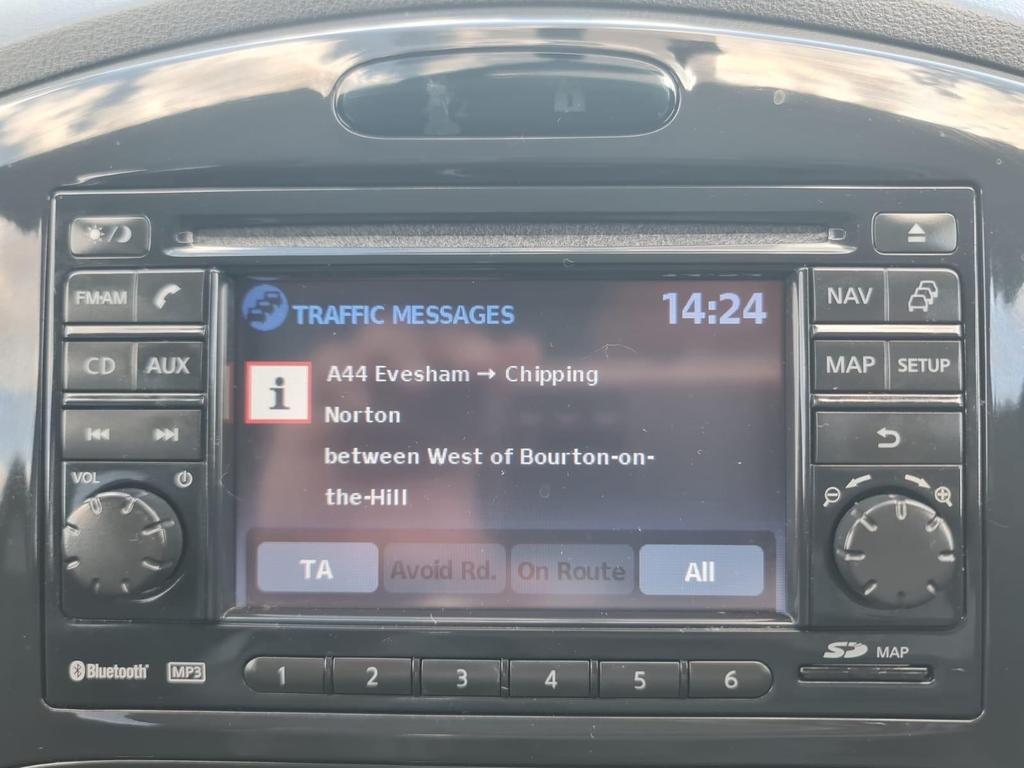 TRAFFIC MESSAGES 14:24
A44 Evesham → Chipping
Norton
between West of Bourton-on-
the-Hill
TA Avoid Rd. On Route All
FM·AM
CD AUX
VOL
NAV
MAP SETUP
Bluetooth MP3
1 2 3 4 5 6
SD MAP